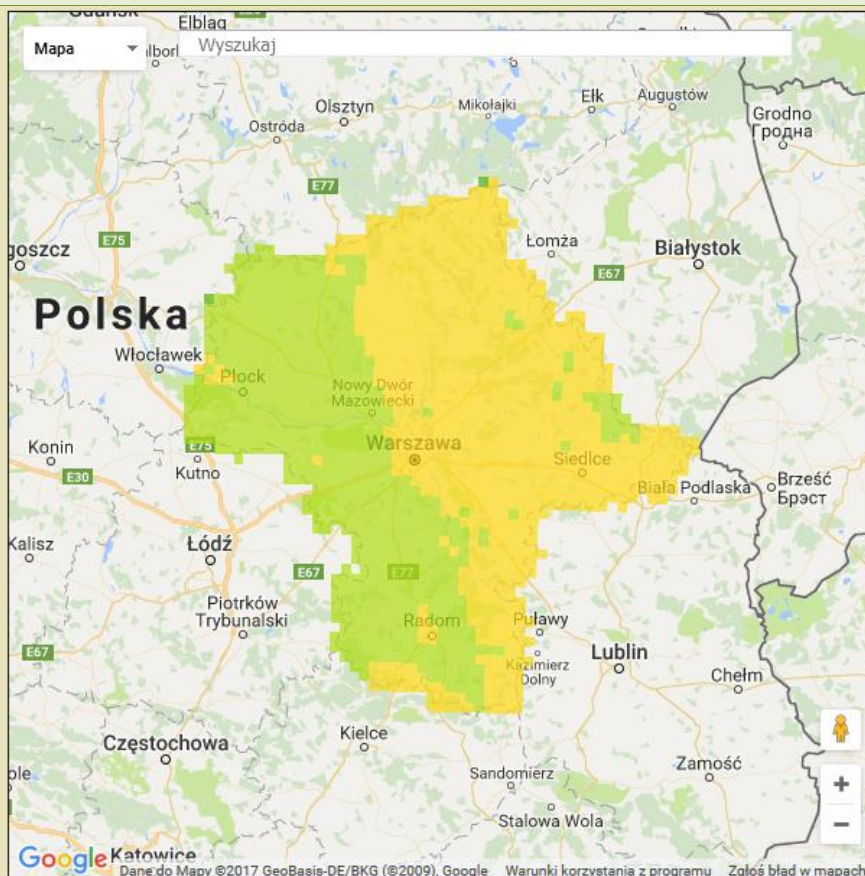 Gdańsk
Elbląg
Mapa
Wyszukaj
Olsztyn
Mikołajki
Ełk
Augustów
Ostróda
Grodno
Гродна
E77
E75
Łomża
Białystok
E67
Polska
Włocławek
Płock
Nowy Dwór
Mazowiecki
Warszawa
Konin
E75
Kutno
E30
Siedlce
Biała Podlaska
Brześć
Брэст
Kalisz
Łódź
E67
E77
Piotrków
Trybunalski
Radom
Puławy
Kazimierz
Dolny
Lublin
E67
Chełm
Kielce
Częstochowa
Sandomierz
Zamość
Stalowa Wola
+
−
Google
Katowice
Dane do Mapy ©2017 GeoBasis-DE/BKG (©2009), Google
Warunki korzystania z programu
Zgłoś błąd w mapach